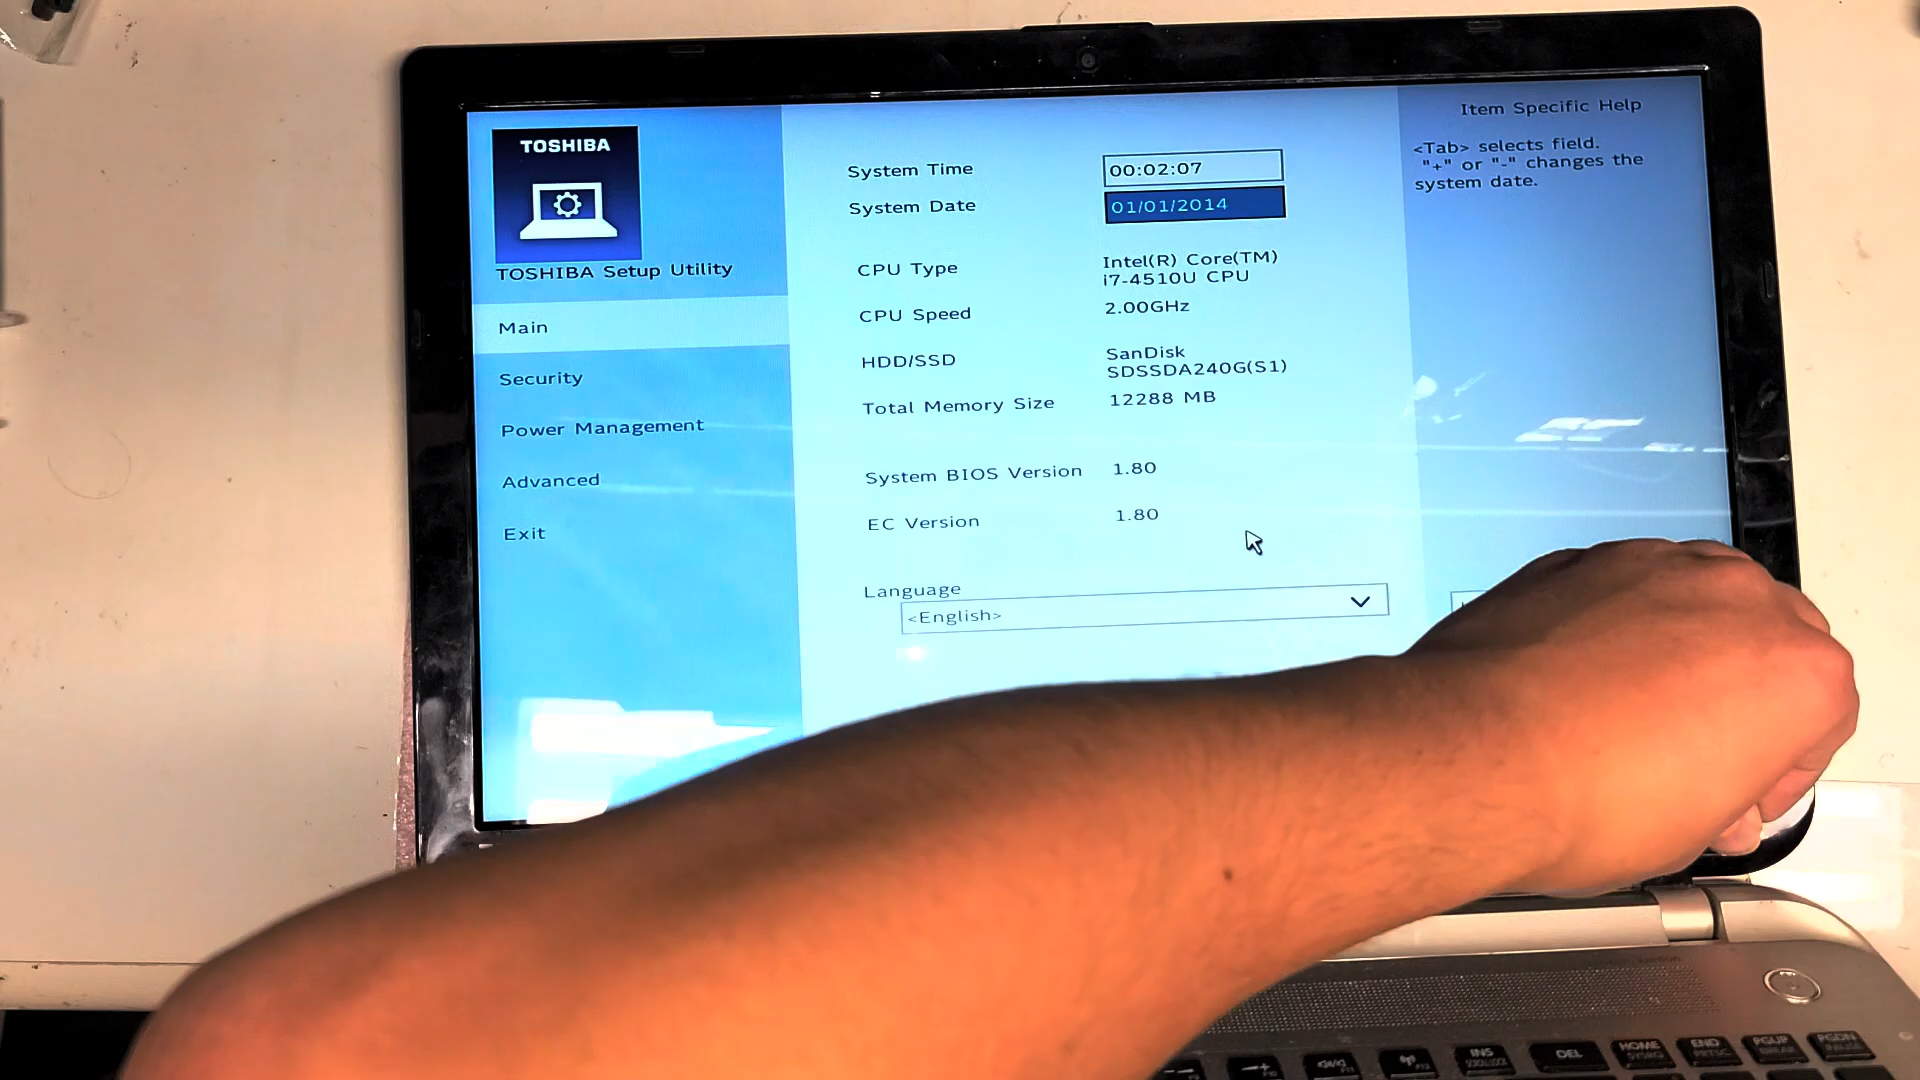 TOSHIBA
TOSHIBA Setup Utility
Main
Security
Power Management
Advanced
Exit
System Time 00:02:07
System Date 01/01/2014
CPU Type Intel(R) Core(TM)
i7-4510U CPU
CPU Speed 2.00GHz
HDD/SSD SanDisk
SDSSDA240G(S1)
Total Memory Size 12288 MB
System BIOS Version 1.80
EC Version 1.80
Language
<English>
Item Specific Help
<Tab> selects field.
"+" or "-" changes the
system date.
INS DEL HOME END PGUP PGDN